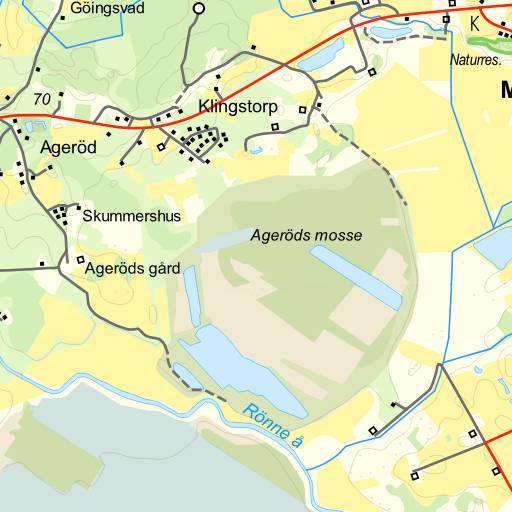 Göingsvad
K
Naturres.
M
70
Klingstorp
Ageröd
Skummershus
Ageröds mosse
Ageröds gård
Rönne å